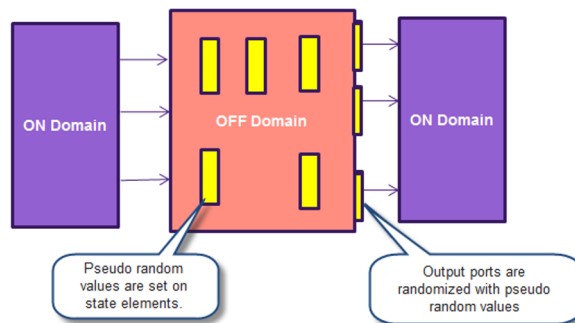 ON Domain
OFF Domain
ON Domain
Pseudo random
values are set on
state elements.
Output ports are
randomized with pseudo
random values